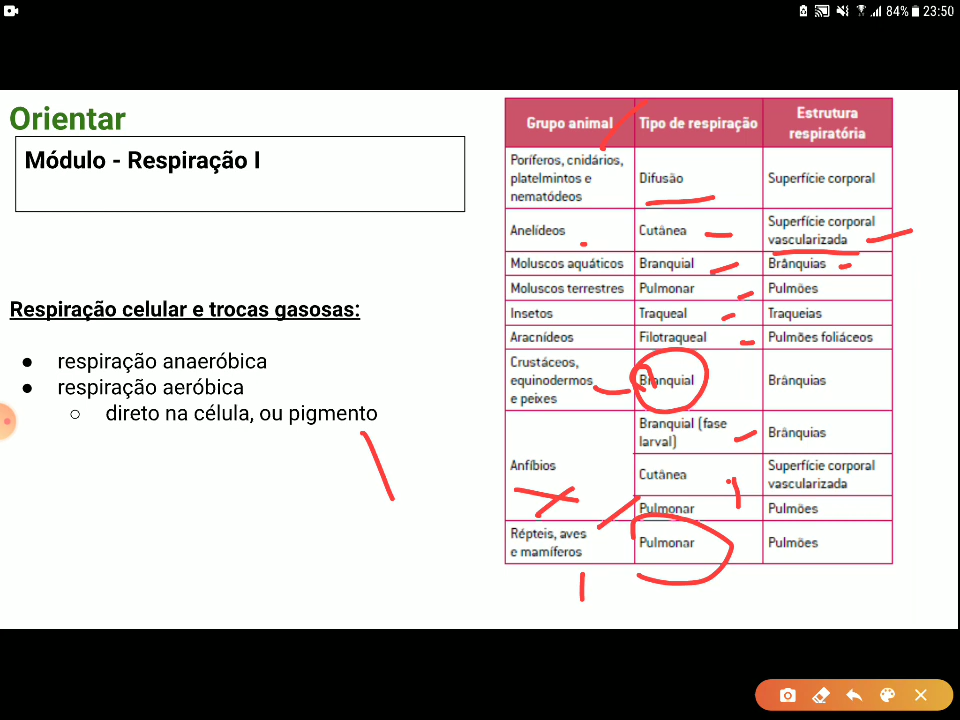 84% 23:50
Orientar
Módulo - Respiração I
Respiração celular e trocas gasosas:
● respiração anaeróbica
● respiração aeróbica
○ direto na célula, ou pigmento
Grupo animal Tipo de respiração Estrutura respiratória
Poríferos, cnidários,
platelmintos e
nematódeos
Difusão
Superfície corporal
Anelídeos
Cutânea
Superfície corporal
vascularizada
Moluscos aquáticos Branquial Brânquias
Moluscos terrestres Pulmonar Pulmões
Insetos Traqueal Traqueias
Aracnídeos Filotraqueal Pulmões foliáceos
Crustáceos,
equinodermos
e peixes
Branquial
Brânquias
Anfíbios
Branquial (fase
larval)
Brânquias
Cutânea
Superfície corporal
vascularizada
Pulmonar Pulmões
Répteis, aves
e mamíferos
Pulmonar
Pulmões